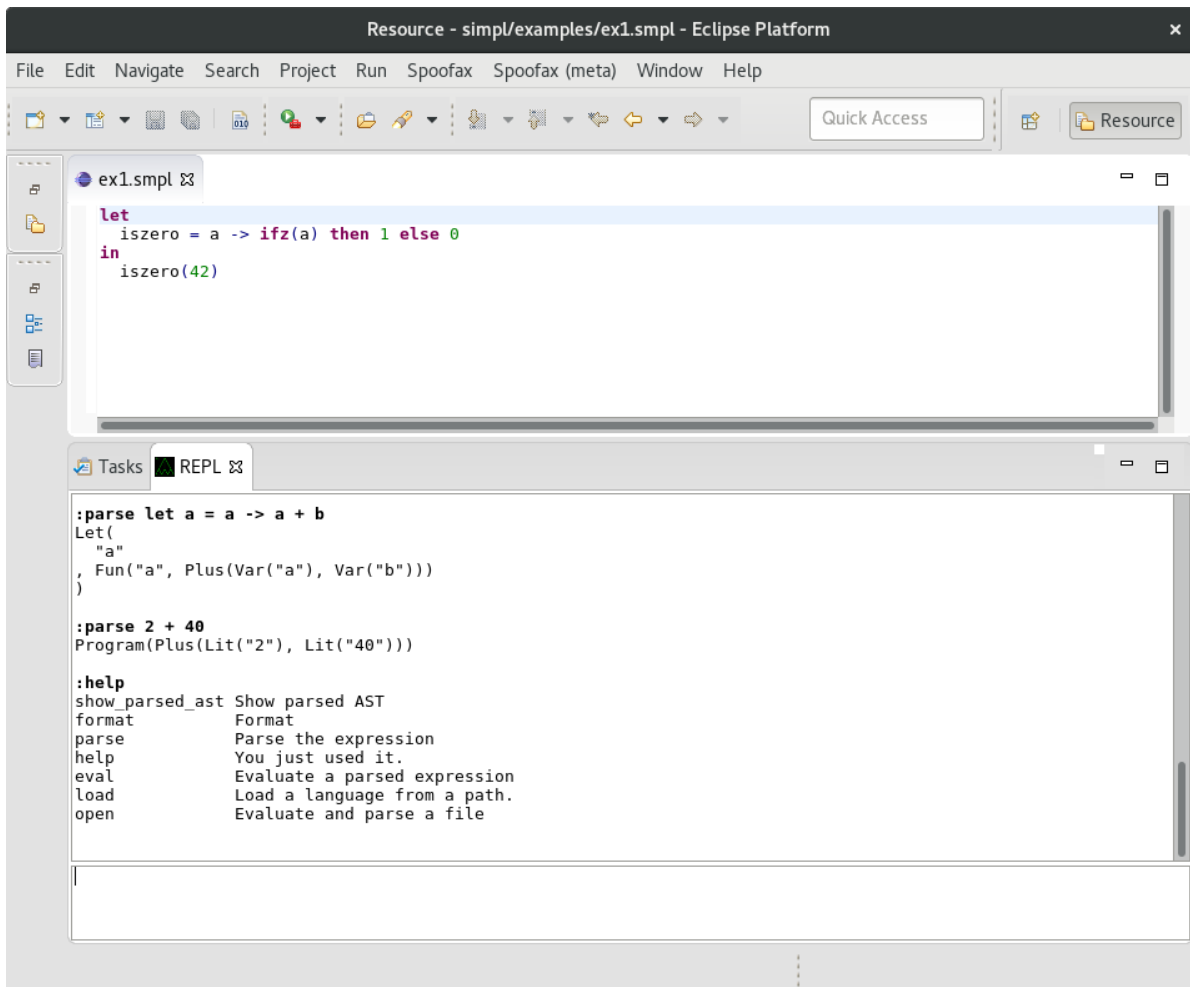 Resource - simpl/examples/ex1.smpl - Eclipse Platform
File Edit Navigate Search Project Run Spoofax Spoofax (meta) Window Help
010 Quick Access Resource
ex1.smpl
let
  iszero = a -> ifz(a) then 1 else 0
in
  iszero(42)
Tasks REPL
:parse let a = a -> a + b
Let(
  "a"
, Fun("a", Plus(Var("a"), Var("b")))
)
:parse 2 + 40
Program(Plus(Lit("2"), Lit("40")))
:help
show_parsed_ast Show parsed AST
format          Format
parse           Parse the expression
help            You just used it.
eval            Evaluate a parsed expression
load            Load a language from a path.
open            Evaluate and parse a file